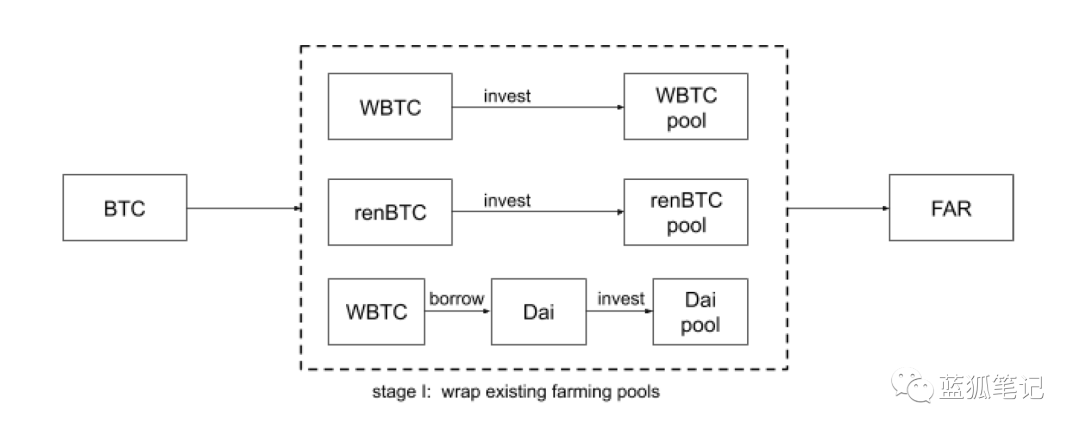 WBTC
invest
WBTC
pool
BTC
renBTC
invest
renBTC
pool
FAR
WBTC
borrow
Dai
invest
Dai
pool
stage I: wrap existing farming pools
蓝狐笔记